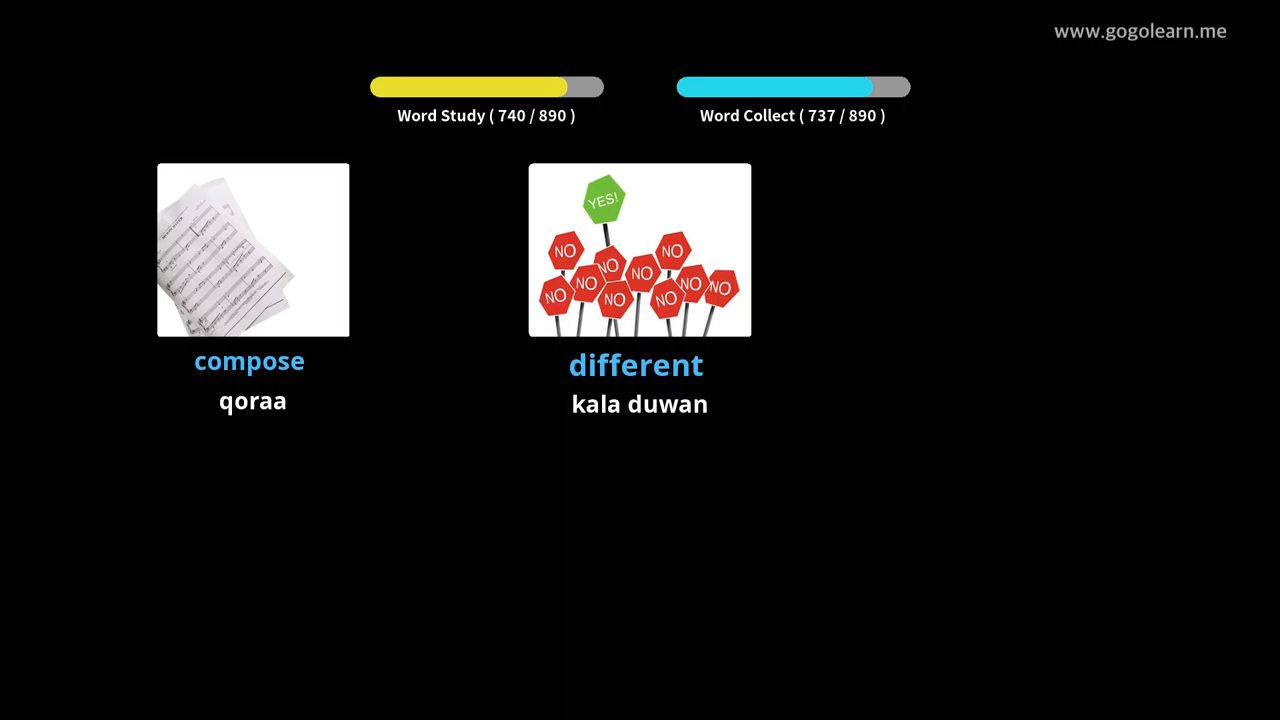 www.gogolearn.me
Word Study ( 740 / 890 )
Word Collect ( 737 / 890 )
YES!
NO
NO
NO
NO
NO
NO
NO
NO
NO
NO
compose
different
qoraa
kala duwan